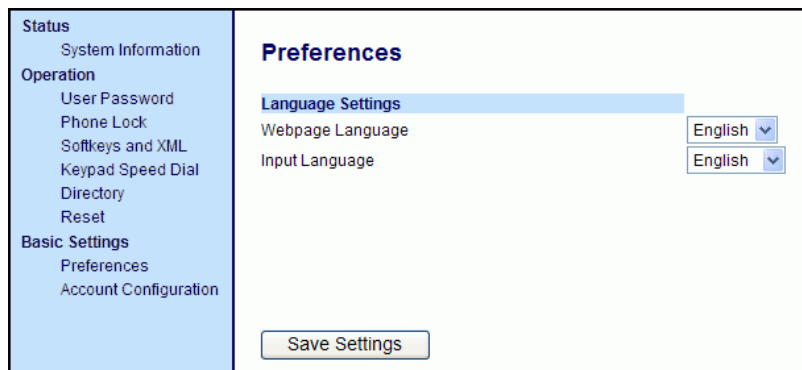 Status
System Information
Operation
User Password
Phone Lock
Softkeys and XML
Keypad Speed Dial
Directory
Reset
Basic Settings
Preferences
Account Configuration
Preferences
Language Settings
Webpage Language English
Input Language English
Save Settings